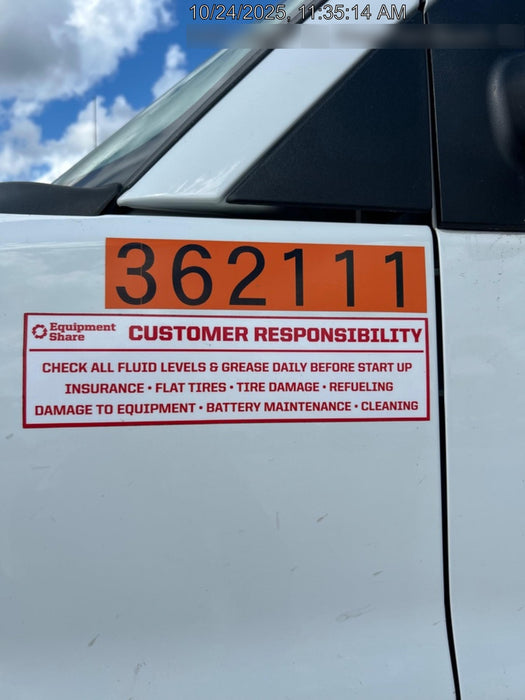 10/24/2025, 11:35:14 AM
362111
Equipment Share
CUSTOMER RESPONSIBILITY
CHECK ALL FLUID LEVELS & GREASE DAILY BEFORE START UP
INSURANCE • FLAT TIRES • TIRE DAMAGE • REFUELING
DAMAGE TO EQUIPMENT • BATTERY MAINTENANCE • CLEANING